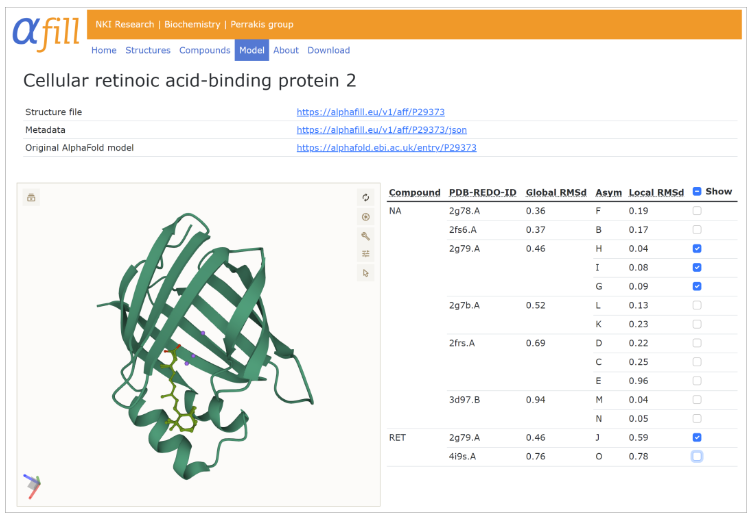 αfill
NKI Research | Biochemistry | Perrakis group
Home Structures Compounds Model About Download
Cellular retinoic acid-binding protein 2
Structure file https://alphafill.eu/v1/aff/P29373
Metadata https://alphafill.eu/v1/aff/P29373/json
Original AlphaFold model https://alphafold.ebi.ac.uk/entry/P29373
Compound PDB-REDO-ID Global RMSd Asym Local RMSd Show
NA 2g78.A 0.36 F 0.19
2fs6.A 0.37 B 0.17
2g79.A 0.46 H 0.04
I 0.08
G 0.09
2g7b.A 0.52 L 0.13
K 0.23
2frs.A 0.69 D 0.22
C 0.25
E 0.96
3d97.B 0.94 M 0.04
N 0.05
RET 2g79.A 0.46 J 0.59
4i9s.A 0.76 O 0.78